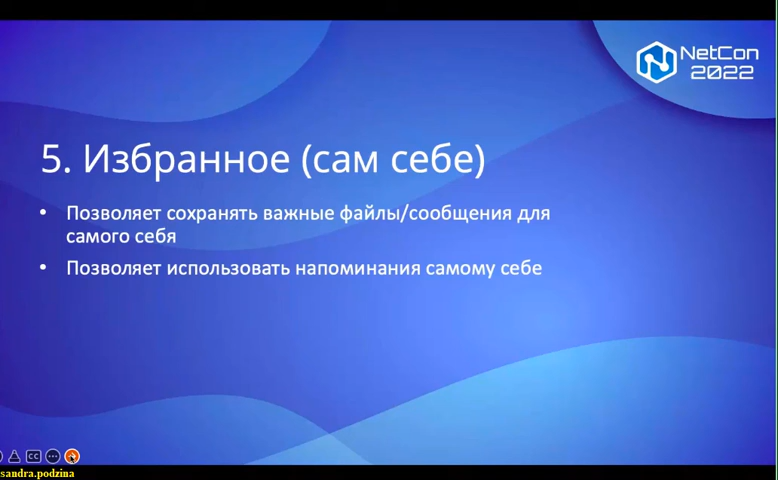 NetCon
2022
5. Избранное (сам себе)
• Позволяет сохранять важные файлы/сообщения для
самого себя
• Позволяет использовать напоминания самому себе
CC
sandra.podzina